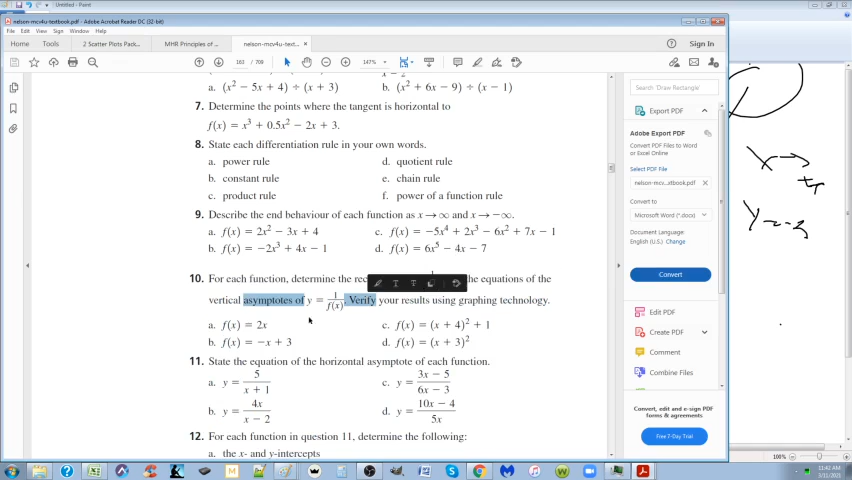 Untitled - Paint
nelson-mcv4u-textbook.pdf - Adobe Acrobat Reader DC (32-bit)
File Edit View Sign Window Help
Home Tools 2 Scatter Plots Pad... MHR Principles of ... nelson-mcv4u-text... × Sign In
163 / 709 147%
a. (x² − 5x + 4) ÷ (x + 3) b. (x² + 6x − 9) ÷ (x − 1)
7. Determine the points where the tangent is horizontal to
f(x) = x³ + 0.5x² − 2x + 3.
8. State each differentiation rule in your own words.
a. power rule d. quotient rule
b. constant rule e. chain rule
c. product rule f. power of a function rule
9. Describe the end behaviour of each function as x → ∞ and x → −∞.
a. f(x) = 2x² − 3x + 4 c. f(x) = −5x⁴ + 2x³ − 6x² + 7x − 1
b. f(x) = −2x³ + 4x − 1 d. f(x) = 6x⁵ − 4x − 7
10. For each function, determine the rec the equations of the
vertical asymptotes of y = 1/f(x). Verify your results using graphing technology.
a. f(x) = 2x c. f(x) = (x + 4)² + 1
b. f(x) = −x + 3 d. f(x) = (x + 3)²
11. State the equation of the horizontal asymptote of each function.
a. y = 5/(x + 1) c. y = (3x − 5)/(6x − 3)
b. y = 4x/(x − 2) d. y = (10x − 4)/5x
12. For each function in question 11, determine the following:
a. the x- and y-intercepts
Search 'Draw Rectangle'
Export PDF
Adobe Export PDF
Convert PDF Files to Word
or Excel Online
Select PDF File
nelson-mcv...xtbook.pdf ×
Convert to
Microsoft Word (*.docx)
Document Language:
English (U.S.) Change
Convert
Edit PDF
Create PDF
Comment
Combine Files
Convert, edit and e-sign PDF
forms & agreements
Free 7-Day Trial
100%
11:42 AM